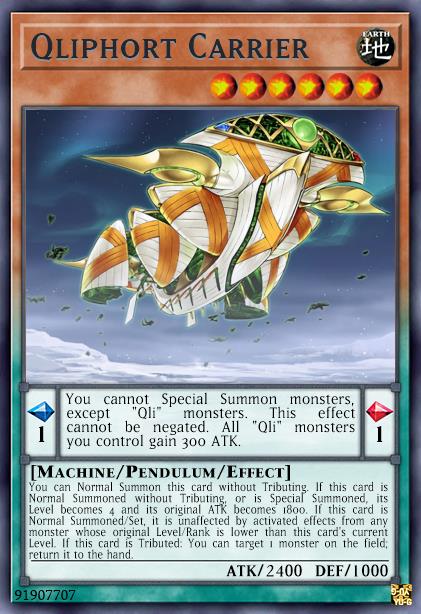 Qliphort Carrier
EARTH
地
You cannot Special Summon monsters,
except "Qli" monsters. This effect
cannot be negated. All "Qli" monsters
you control gain 300 ATK.
1
1
[Machine/Pendulum/Effect]
You can Normal Summon this card without Tributing. If this card is
Normal Summoned without Tributing, or is Special Summoned, its
Level becomes 4 and its original ATK becomes 1800. If this card is
Normal Summoned/Set, it is unaffected by activated effects from any
monster whose original Level/Rank is lower than this card's current
Level. If this card is Tributed: You can target 1 monster on the field;
return it to the hand.
ATK/2400 DEF/1000
91907707